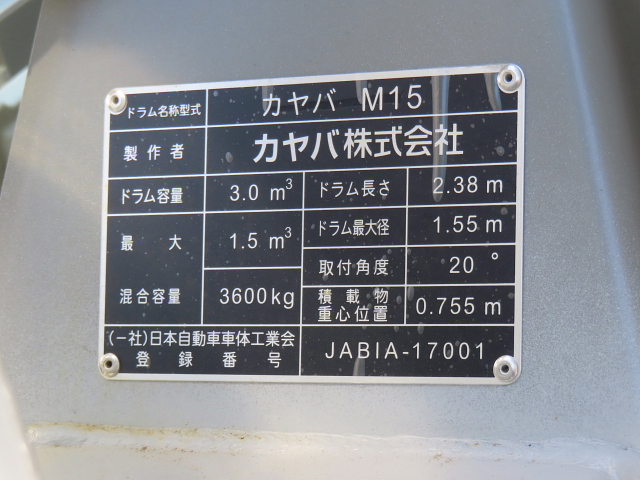 ドラム名称型式 カヤバ M15
製作者 カヤバ株式会社
ドラム容量 3.0 m³ ドラム長さ 2.38 m
最大 1.5 m³ ドラム最大径 1.55 m
取付角度 20 °
混合容量 3600kg 積載物
重心位置 0.755 m
(一社)日本自動車車体工業会
登録番号 JABIA-17001